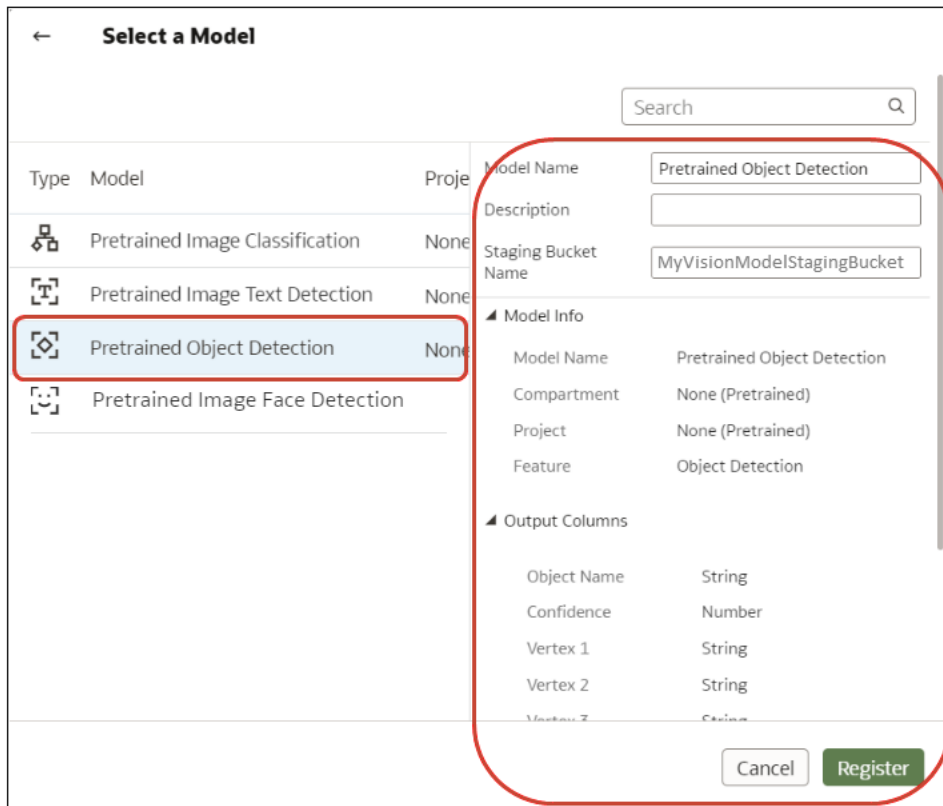 Select a Model
Search
Type Model Proje
Pretrained Image Classification None
Pretrained Image Text Detection None
Pretrained Object Detection None
Pretrained Image Face Detection
Model Name Pretrained Object Detection
Description
Staging Bucket
Name
MyVisionModelStagingBucket
Model Info
Model Name Pretrained Object Detection
Compartment None (Pretrained)
Project None (Pretrained)
Feature Object Detection
Output Columns
Object Name String
Confidence Number
Vertex 1 String
Vertex 2 String
Vertex 3 String
Cancel Register